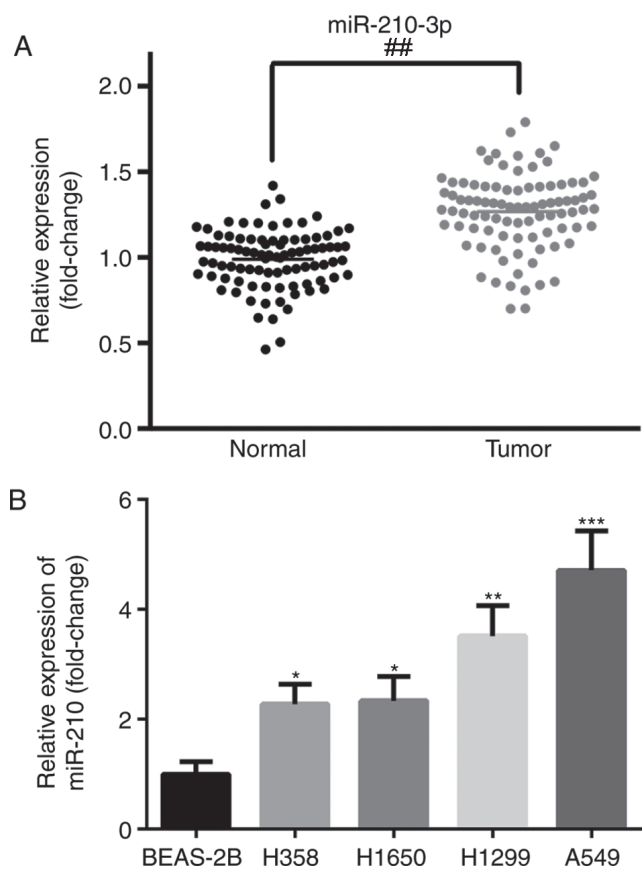 A
miR-210-3p
##
Relative expression
(fold-change)
2.0
1.5
1.0
0.5
0.0
Normal
Tumor
B
Relative expression of
miR-210 (fold-change)
6
4
2
0
*
*
**
***
BEAS-2B
H358
H1650
H1299
A549